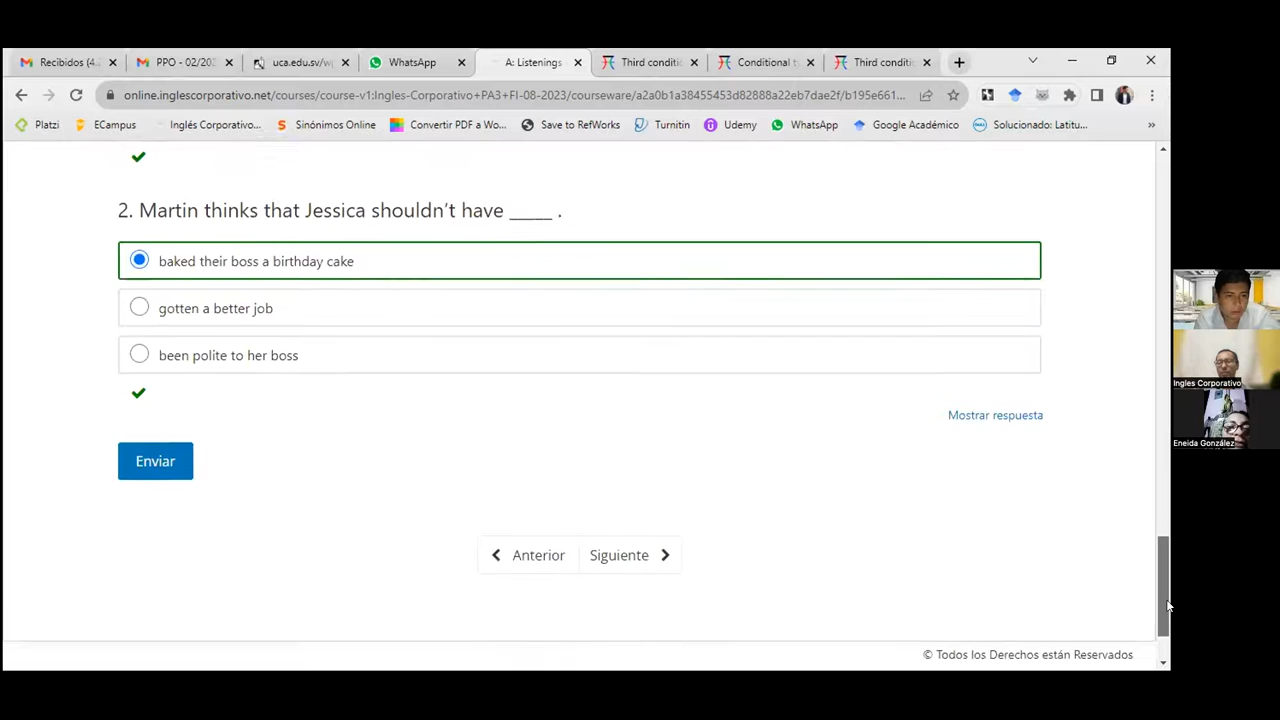 Recibidos (4...
PPO - 02/202
uca.edu.sv/w
WhatsApp
A: Listenings
Third conditi
Conditional t
Third conditi
online.inglescorporativo.net/courses/course-v1:Ingles-Corporativo+PA3+FI-08-2023/courseware/a2a0b1a38455453d82888a22eb7dae2f/b195e661...
Platzi
ECampus
Inglés Corporativo...
Sinónimos Online
Convertir PDF a Wo...
Save to RefWorks
Turnitin
Udemy
WhatsApp
Google Académico
Solucionado: Latitu...
2. Martin thinks that Jessica shouldn’t have _____ .
baked their boss a birthday cake
gotten a better job
been polite to her boss
Mostrar respuesta
Enviar
Anterior
Siguiente
© Todos los Derechos están Reservados
Ingles Corporativo
Eneida González